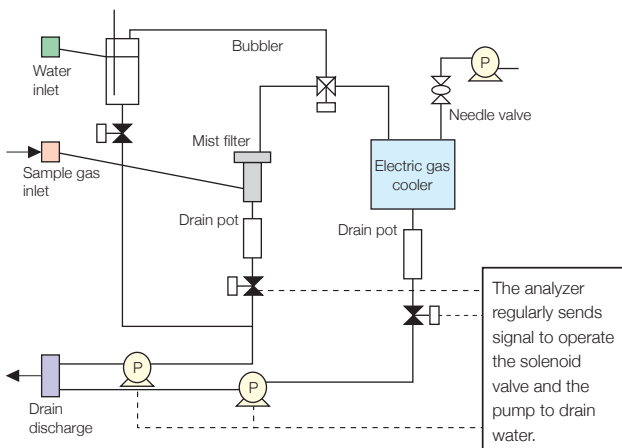 Bubbler
Water
inlet
P
Needle valve
Mist filter
Electric gas
cooler
Sample gas
inlet
Drain pot
Drain pot
The analyzer
regularly sends
signal to operate
the solenoid
valve and the
pump to drain
water.
P
P
Drain
discharge